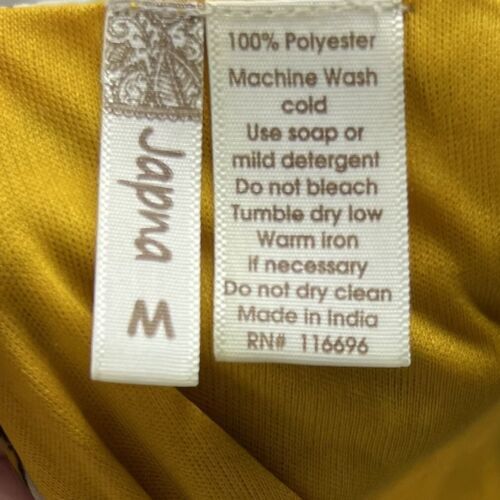 Japna
M
100% Polyester
Machine Wash
cold
Use soap or
mild detergent
Do not bleach
Tumble dry low
Warm iron
if necessary
Do not dry clean
Made in India
RN# 116696